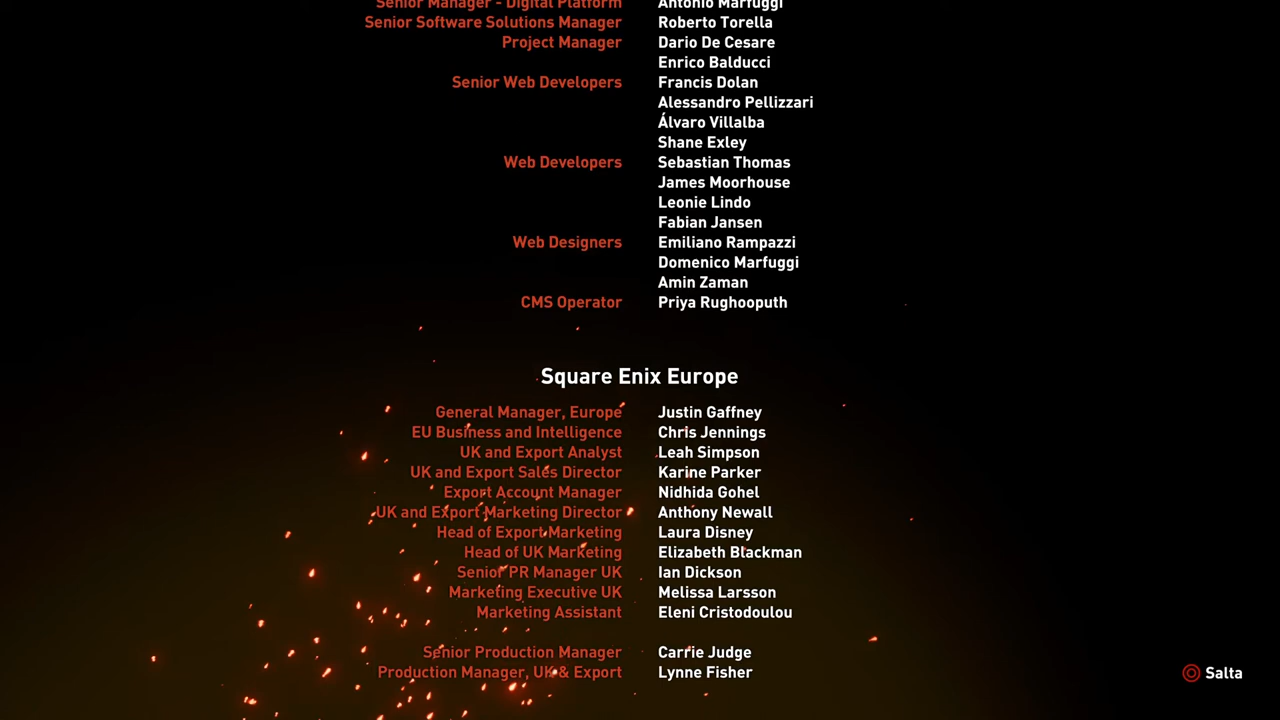 Senior Manager - Digital Platform Antonio Marfuggi
Senior Software Solutions Manager Roberto Torella
Project Manager Dario De Cesare
Enrico Balducci
Senior Web Developers Francis Dolan
Alessandro Pellizzari
Álvaro Villalba
Shane Exley
Web Developers Sebastian Thomas
James Moorhouse
Leonie Lindo
Fabian Jansen
Web Designers Emiliano Rampazzi
Domenico Marfuggi
Amin Zaman
CMS Operator Priya Rughooputh
Square Enix Europe
General Manager, Europe Justin Gaffney
EU Business and Intelligence Chris Jennings
UK and Export Analyst Leah Simpson
UK and Export Sales Director Karine Parker
Export Account Manager Nidhida Gohel
UK and Export Marketing Director Anthony Newall
Head of Export Marketing Laura Disney
Head of UK Marketing Elizabeth Blackman
Senior PR Manager UK Ian Dickson
Marketing Executive UK Melissa Larsson
Marketing Assistant Eleni Cristodoulou
Senior Production Manager Carrie Judge
Production Manager, UK & Export Lynne Fisher
Salta